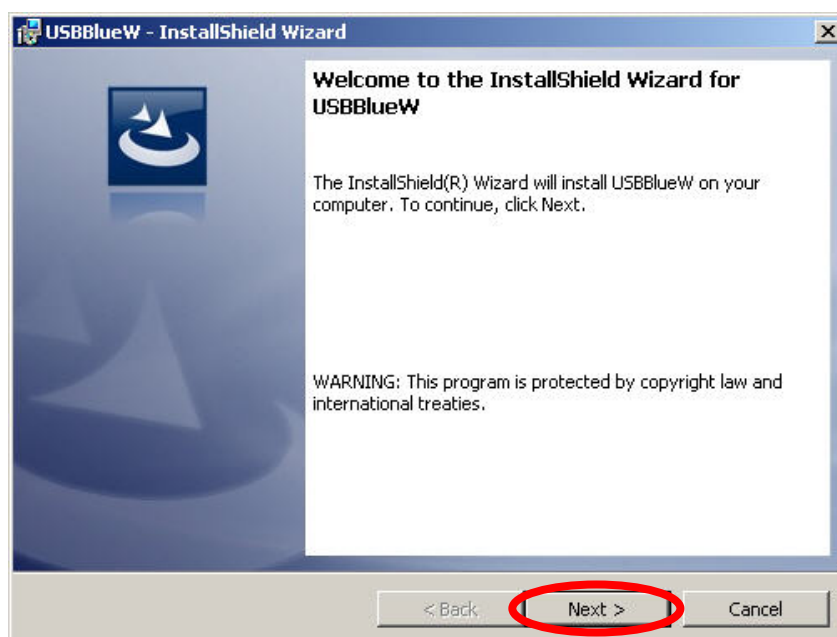 USBBlueW - InstallShield Wizard
Welcome to the InstallShield Wizard for
USBBlueW
The InstallShield(R) Wizard will install USBBlueW on your
computer. To continue, click Next.
WARNING: This program is protected by copyright law and
international treaties.
< Back
Next >
Cancel